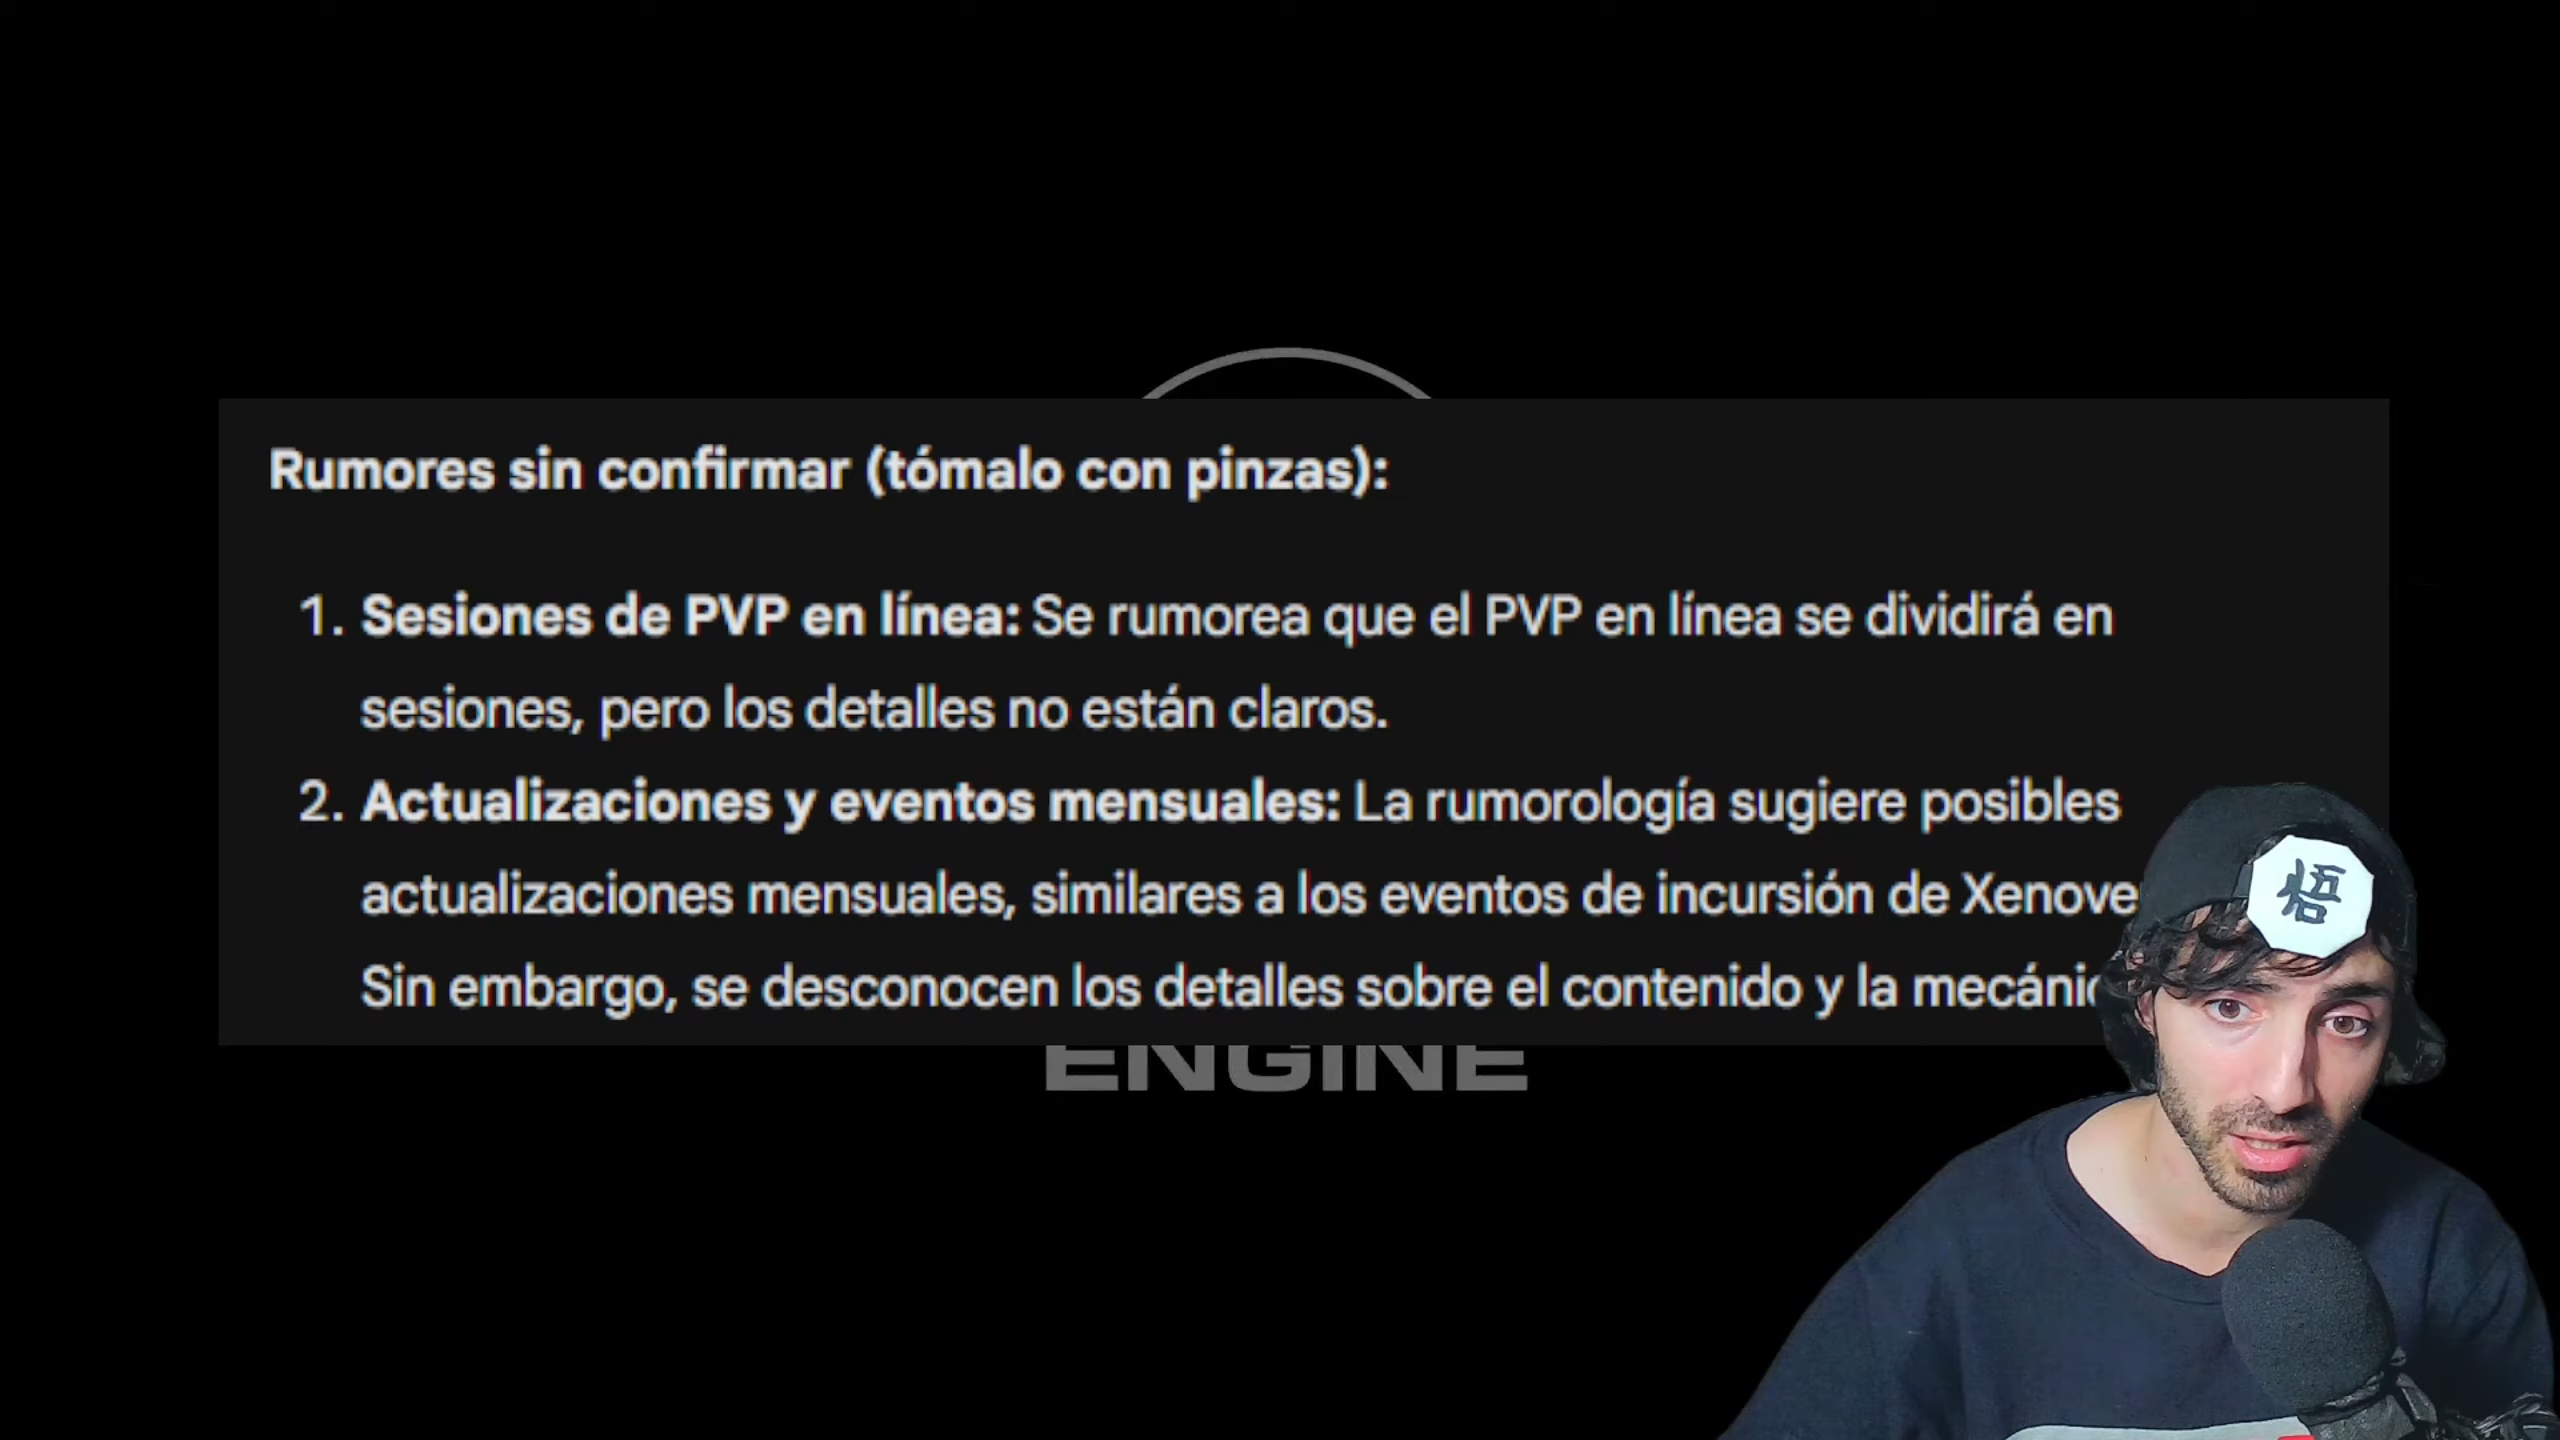 Rumores sin confirmar (tómalo con pinzas):
1. Sesiones de PVP en línea: Se rumorea que el PVP en línea se dividirá en
sesiones, pero los detalles no están claros.
2. Actualizaciones y eventos mensuales: La rumorología sugiere posibles
actualizaciones mensuales, similares a los eventos de incursión de
Sin embargo, se desconocen los detalles sobre el contenido y la
悟
ENGINE